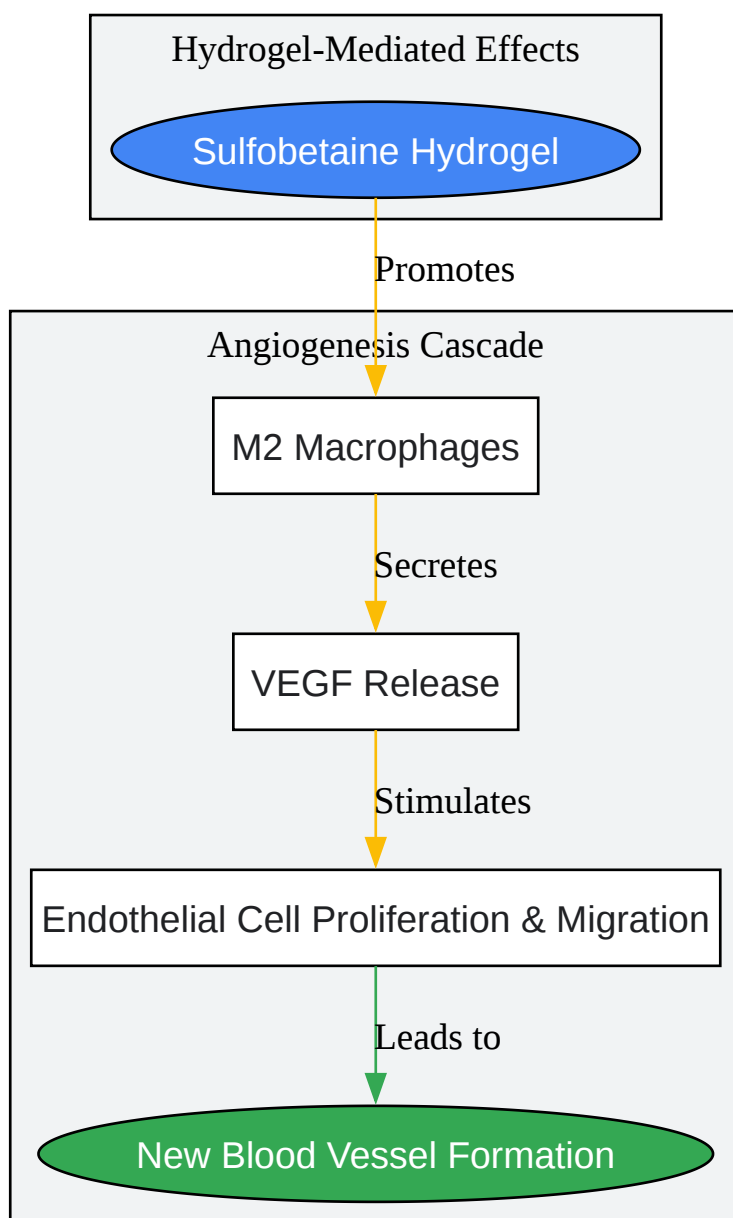 Hydrogel-Mediated Effects
Sulfobetaine Hydrogel
Promotes
Angiogenesis Cascade
M2 Macrophages
Secretes
VEGF Release
Stimulates
Endothelial Cell Proliferation & Migration
Leads to
New Blood Vessel Formation